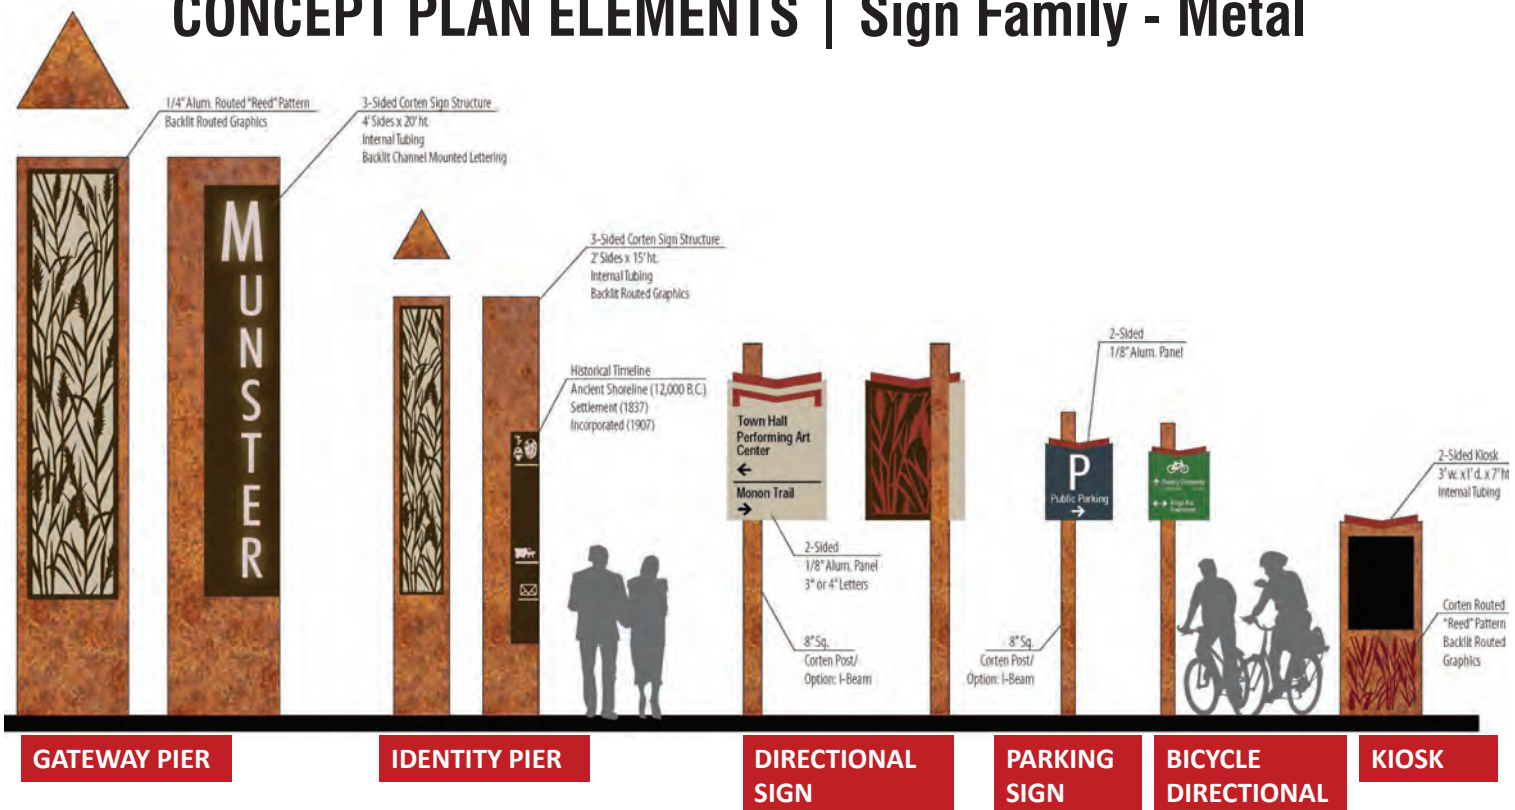 CONCEPT PLAN ELEMENTS | Sign Family - Metal
1/4" Alum. Routed "Reed" Pattern
Backlit Routed Graphics
3-Sided Corten Sign Structure
4' Sides x 20' ht.
Internal Tubing
Backlit Channel Mounted Lettering
MUNSTER
3-Sided Corten Sign Structure
2' Sides x 15' ht.
Internal Tubing
Backlit Routed Graphics
Historical Timeline
Ancient Shoreline (12,000 B.C.)
Settlement (1837)
Incorporated (1907)
Town Hall
Performing Art
Center
←
Monon Trail
→
2-Sided
1/8" Alum. Panel
3" or 4" Letters
8" Sq.
Corten Post/
Option: I-Beam
2-Sided
1/8" Alum. Panel
P
Public Parking
→
8" Sq.
Corten Post/
Option: I-Beam
2-Sided Kiosk
3' w. x 1' d. x 7' ht
Internal Tubing
Corten Routed
"Reed" Pattern
Backlit Routed
Graphics
GATEWAY PIER
IDENTITY PIER
DIRECTIONAL
SIGN
PARKING
SIGN
BICYCLE
DIRECTIONAL
KIOSK